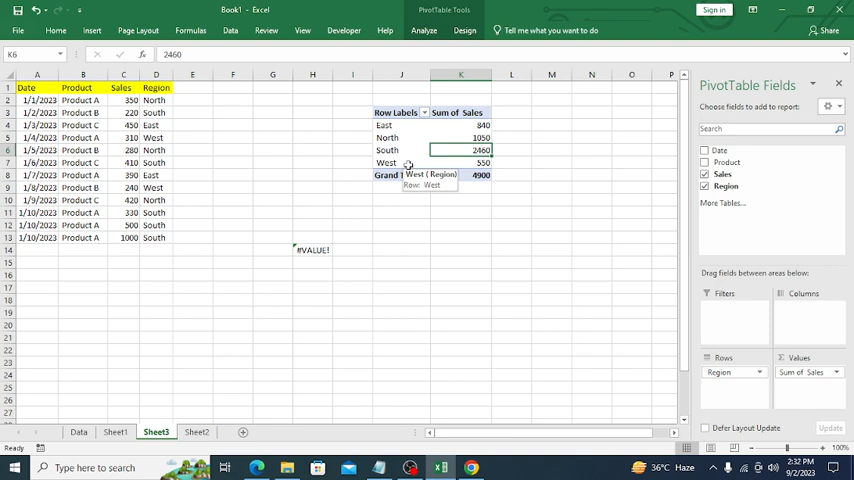 Book1 - Excel
PivotTable Tools
Sign in
File Home Insert Page Layout Formulas Data Review View Developer Help Analyze Design Tell me what you want to do Share
K6 fx 2460
A B C D E F G H I J K L M N O P
1 Date Product Sales Region
2 1/1/2023 Product A 350 North
3 1/2/2023 Product B 220 South Row Labels Sum of Sales
4 1/3/2023 Product C 450 East East 840
5 1/4/2023 Product A 310 West North 1050
6 1/5/2023 Product B 280 North South 2460
7 1/6/2023 Product C 410 South West 550
8 1/7/2023 Product A 390 East Grand 4900
West ( Region)
Row: West
9 1/8/2023 Product B 240 West
10 1/9/2023 Product C 420 North
11 1/10/2023 Product A 330 South
12 1/10/2023 Product A 500 South
13 1/10/2023 Product A 1000 South
14 #VALUE!
15
16
17
18
19
20
21
22
23
24
25
26
27
PivotTable Fields
Choose fields to add to report:
Search
Date
Product
Sales
Region
More Tables...
Drag fields between areas below:
Filters Columns
Rows Values
Region Sum of Sales
Defer Layout Update Update
Data Sheet1 Sheet3 Sheet2
Ready 100%
Type here to search
36°C Haze
2:32 PM
9/2/2023